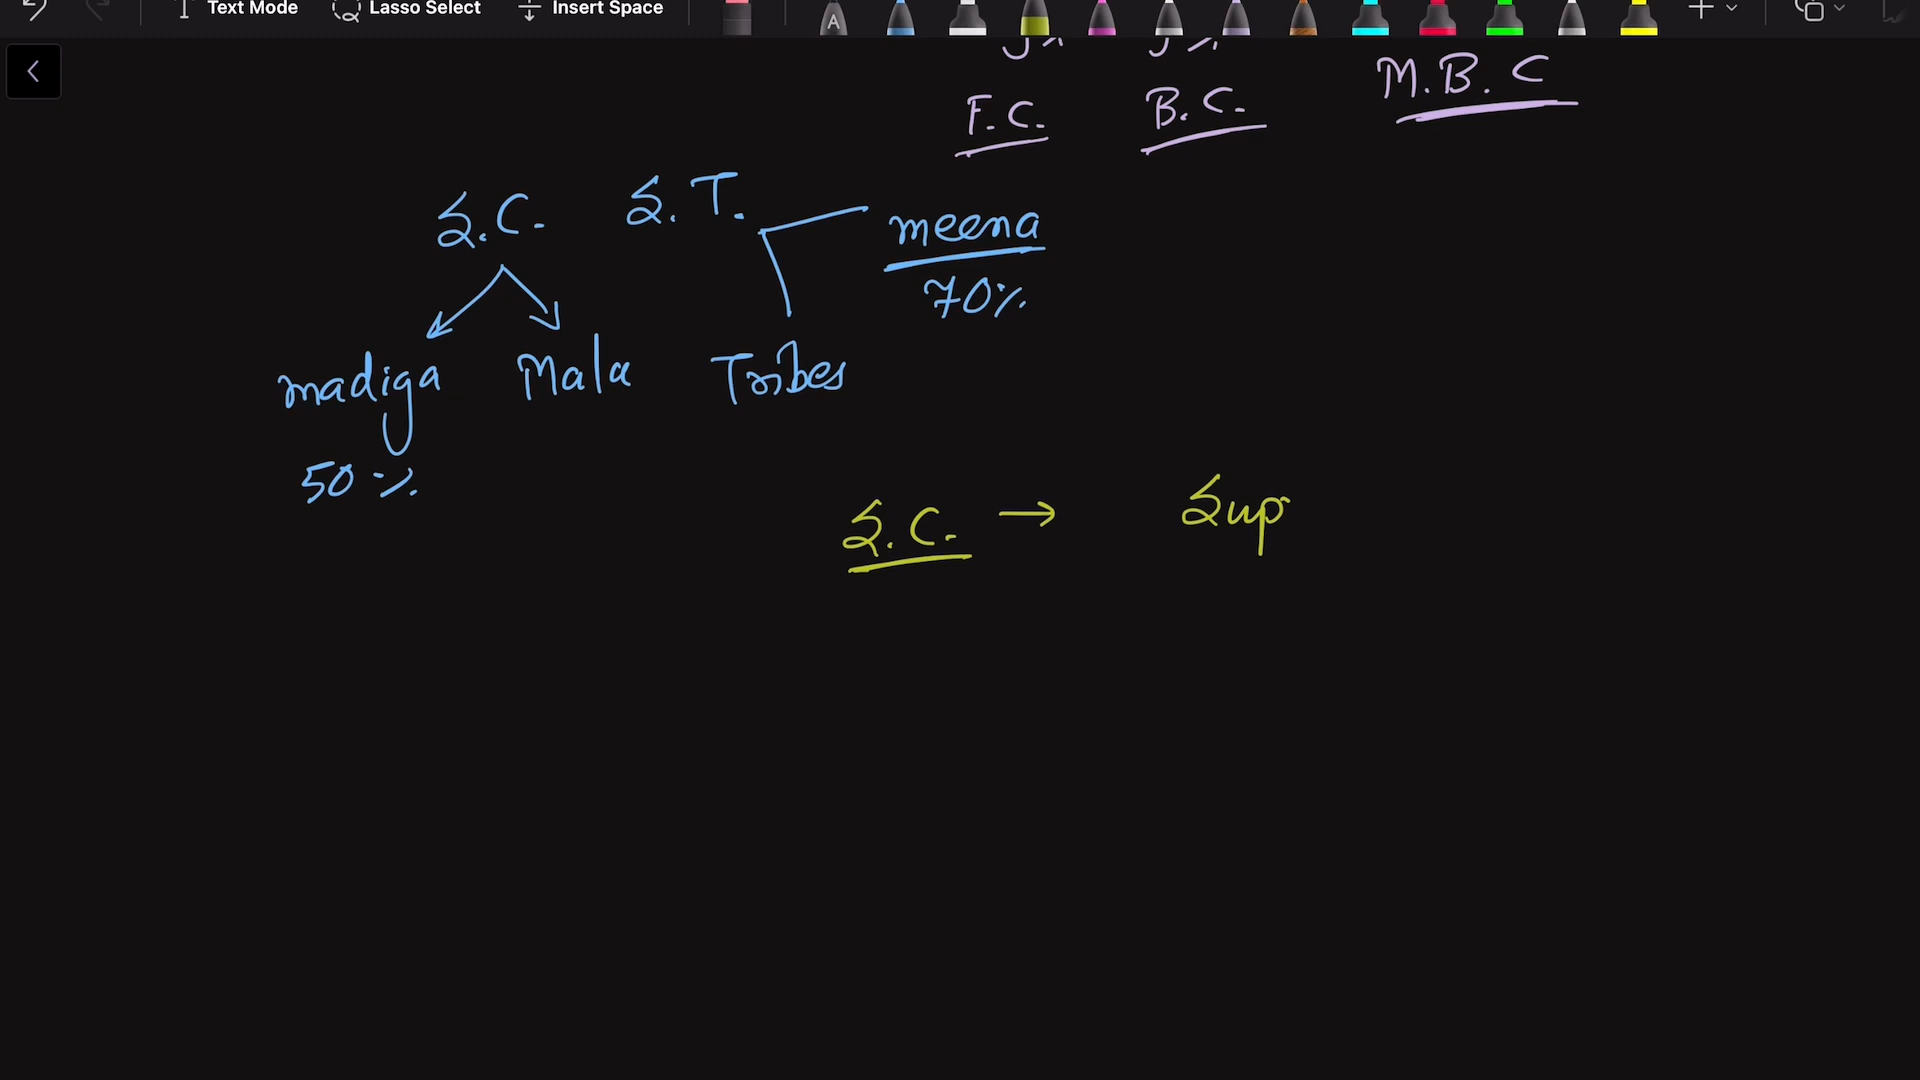 Text Mode Lasso Select Insert Space
A
F.C. B.C. M.B.C
S.C. S.T. meena
70%
madiga Mala Tribes
50%
S.C. → Sup